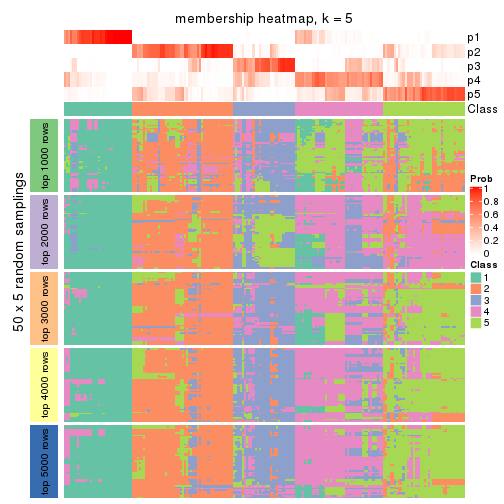 membership heatmap, k = 5
p1
p2
p3
p4
p5
Class
50 x 5 random samplings
top 1000 rows
top 2000 rows
top 3000 rows
top 4000 rows
top 5000 rows
Prob
1
0.8
0.6
0.4
0.2
0
Class
1
2
3
4
5